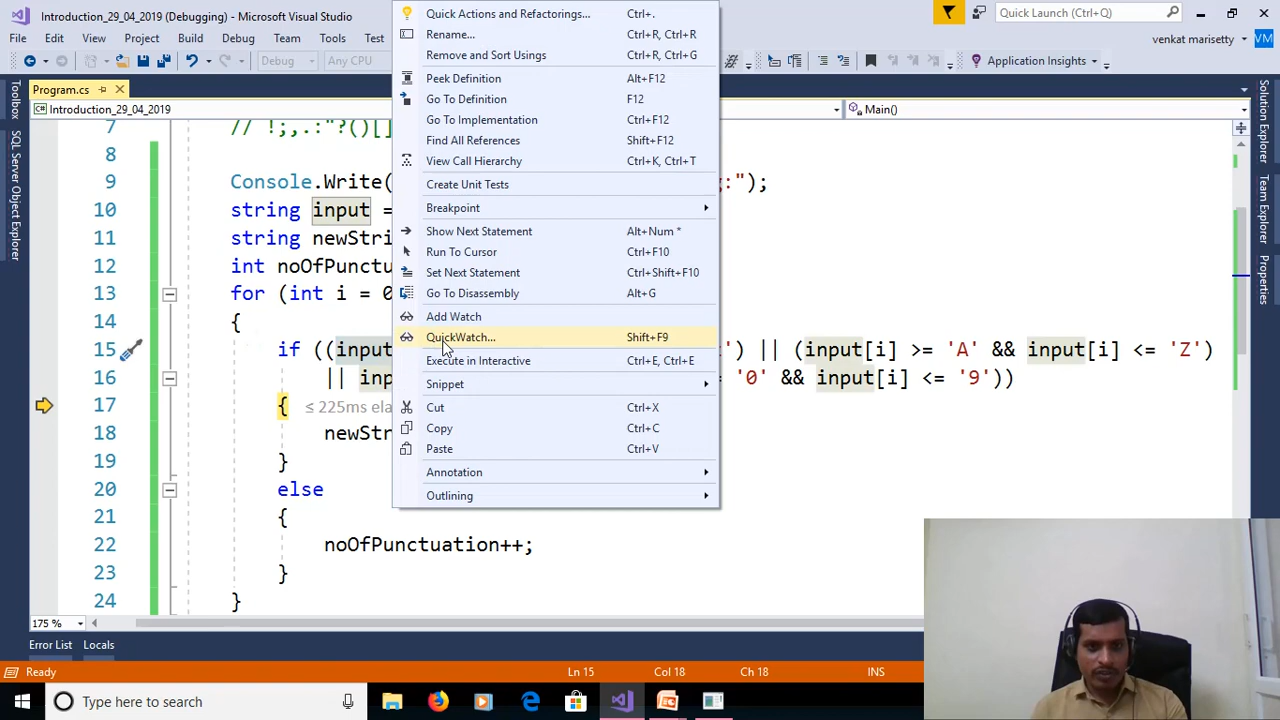 Introduction_29_04_2019 (Debugging) - Microsoft Visual Studio
Quick Launch (Ctrl+Q)
File Edit View Project Build Debug Team Tools Test
venkat marisetty VM
Debug Any CPU
Application Insights
Program.cs
Introduction_29_04_2019
Main()
Toolbox
SQL Server Object Explorer
Solution Explorer
Team Explorer
Properties
Quick Actions and Refactorings... Ctrl+.
Rename... Ctrl+R, Ctrl+R
Remove and Sort Usings Ctrl+R, Ctrl+G
Peek Definition Alt+F12
Go To Definition F12
Go To Implementation Ctrl+F12
Find All References Shift+F12
View Call Hierarchy Ctrl+K, Ctrl+T
Create Unit Tests
Breakpoint
Show Next Statement Alt+Num *
Run To Cursor Ctrl+F10
Set Next Statement Ctrl+Shift+F10
Go To Disassembly Alt+G
Add Watch
QuickWatch... Shift+F9
Execute in Interactive Ctrl+E, Ctrl+E
Snippet
Cut Ctrl+X
Copy Ctrl+C
Paste Ctrl+V
Annotation
Outlining
7 // !;,.:"?()[]
8
9 Console.Write( g:");
10 string input =
11 string newStri
12 int noOfPunctu
13 for (int i = 0
14 {
15 if ((input ') || (input[i] >= 'A' && input[i] <= 'Z')
16 || inp '0' && input[i] <= '9'))
17 { ≤ 225ms ela
18 newStr
19 }
20 else
21 {
22 noOfPunctuation++;
23 }
24 }
175 %
Error List Locals
Ready Ln 15 Col 18 Ch 18 INS
Type here to search